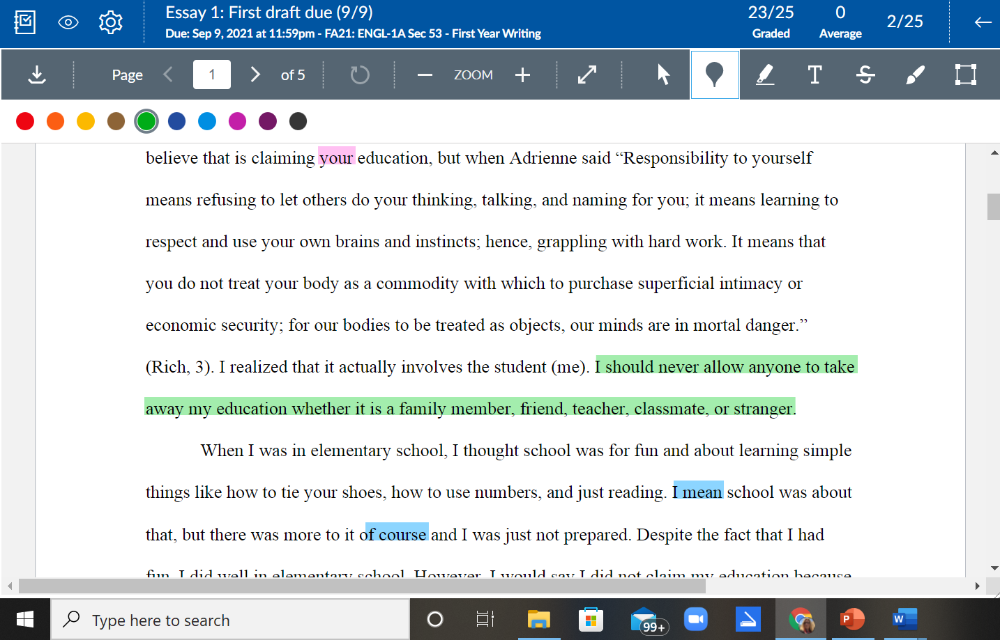 Essay 1: First draft due (9/9)
Due: Sep 9, 2021 at 11:59pm - FA21: ENGL-1A Sec 53 - First Year Writing
23/25
Graded
0
Average
2/25
Page
1
of 5
ZOOM
T
S
believe that is claiming your education, but when Adrienne said “Responsibility to yourself
means refusing to let others do your thinking, talking, and naming for you; it means learning to
respect and use your own brains and instincts; hence, grappling with hard work. It means that
you do not treat your body as a commodity with which to purchase superficial intimacy or
economic security; for our bodies to be treated as objects, our minds are in mortal danger.”
(Rich, 3). I realized that it actually involves the student (me). I should never allow anyone to take
away my education whether it is a family member, friend, teacher, classmate, or stranger.
When I was in elementary school, I thought school was for fun and about learning simple
things like how to tie your shoes, how to use numbers, and just reading. I mean school was about
that, but there was more to it of course and I was just not prepared. Despite the fact that I had
fun, I did well in elementary school. However, I would say I did not claim my education because
Type here to search
99+
P
W